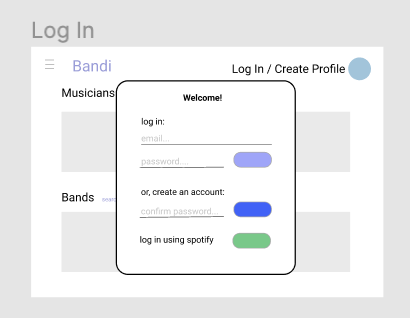 Log In
Bandi
Log In / Create Profile
Musicians
Welcome!
log in:
email...
password....
or, create an account:
Bands
confirm password...
log in using spotify